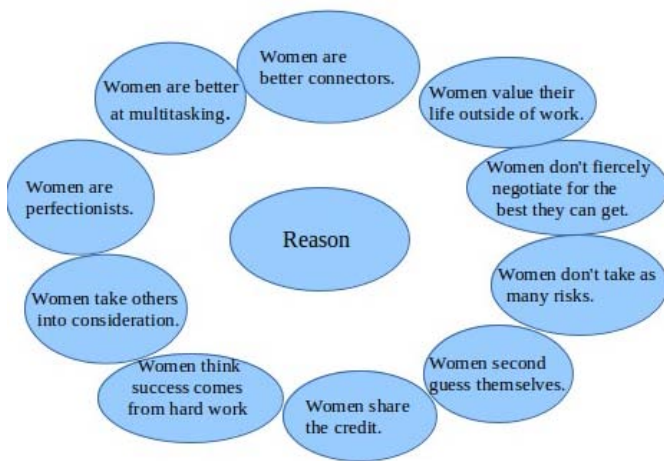 Women are
better connectors.
Women value their
life outside of work.
Women don't fiercely
negotiate for the
best they can get.
Women don't take as
many risks.
Women second
guess themselves.
Women share
the credit.
Women think
success comes
from hard work
Women take others
into consideration.
Women are
perfectionists.
Women are better
at multitasking.
Reason